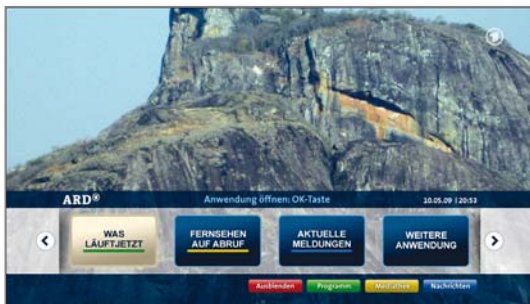 ARD
Anwendung öffnen: OK-Taste
10.05.09 | 20:53
WAS
LÄUFTJETZT
FERNSEHEN
AUF ABRUF
AKTUELLE
MELDUNGEN
WEITERE
ANWENDUNG
Ausblenden
Programm
Mediathek
Nachrichten